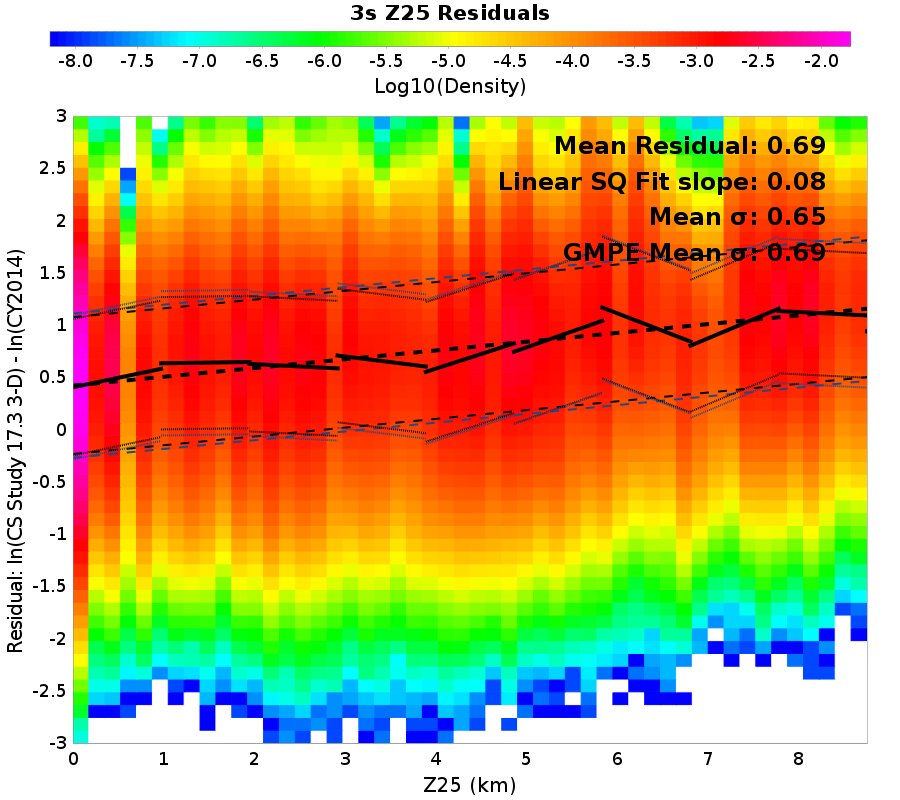 3s Z25 Residuals
-8.0 -7.5 -7.0 -6.5 -6.0 -5.5 -5.0 -4.5 -4.0 -3.5 -3.0 -2.5 -2.0
Log10(Density)
Mean Residual: 0.69
Linear SQ Fit slope: 0.08
Mean σ: 0.65
GMPE Mean σ: 0.69
Residual: ln(CS Study 17.3 3-D) - ln(CY2014)
3
2.5
2
1.5
1
0.5
0
-0.5
-1
-1.5
-2
-2.5
-3
0 1 2 3 4 5 6 7 8
Z25 (km)